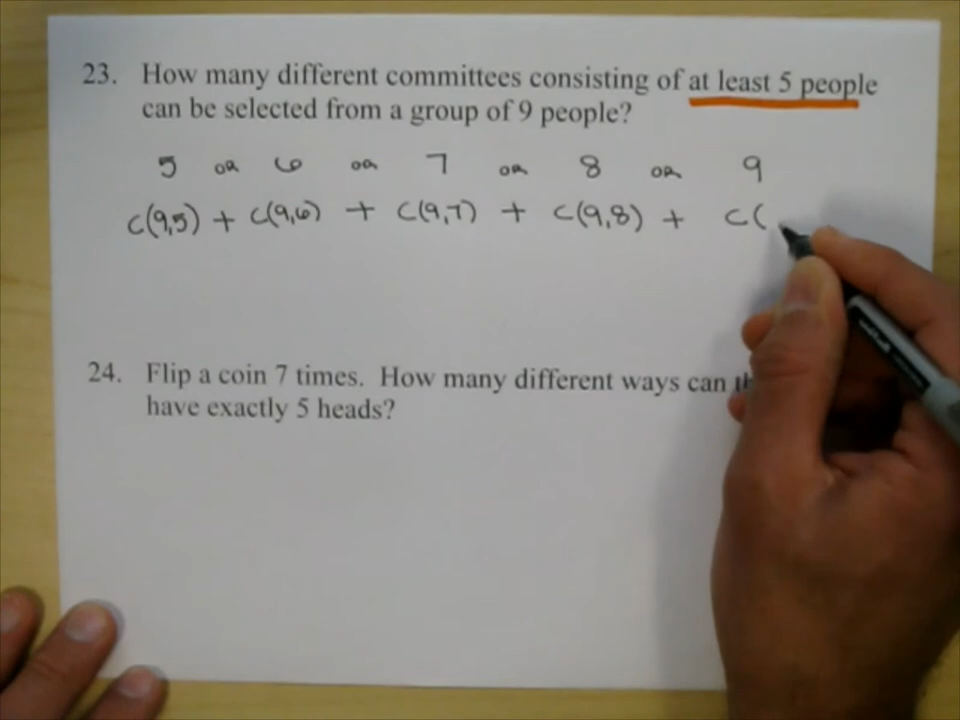 23. How many different committees consisting of at least 5 people
can be selected from a group of 9 people?
5 or 6 or 7 or 8 or 9
C(9,5) + C(9,6) + C(9,7) + C(9,8) + C(
24. Flip a coin 7 times. How many different ways can
have exactly 5 heads?